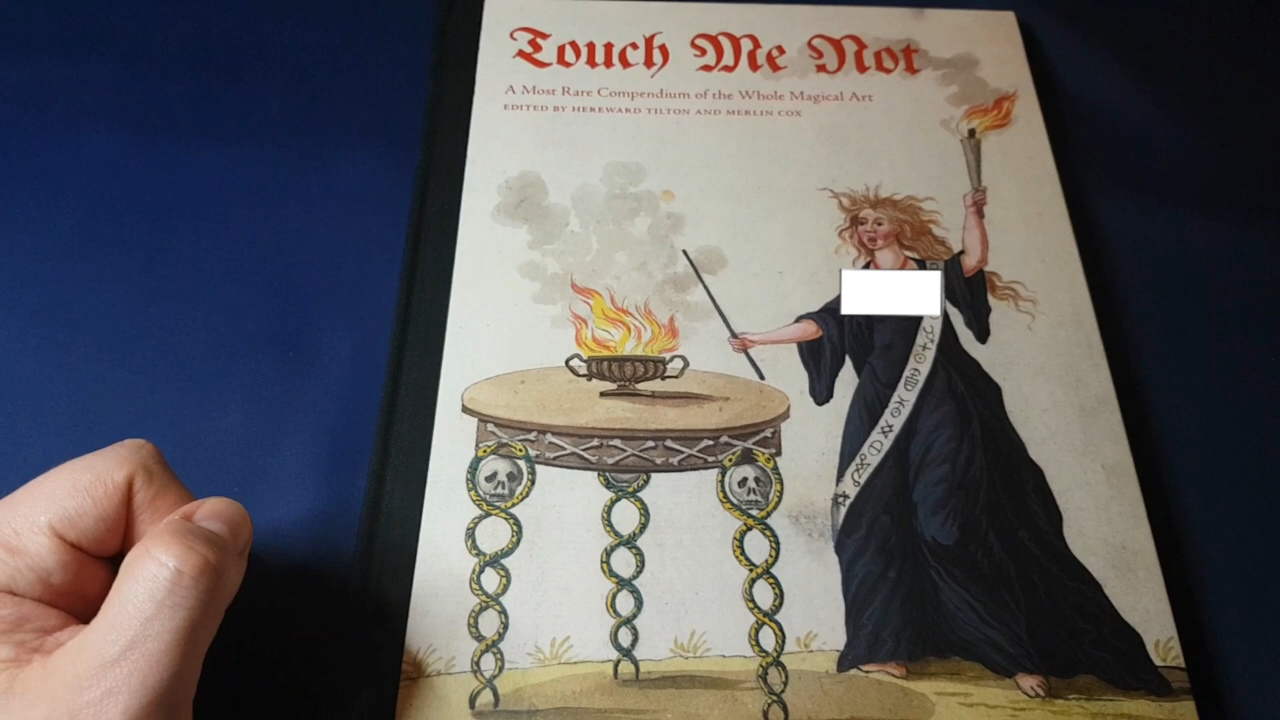 Touch Me Not
A Most Rare Compendium of the Whole Magical Art
EDITED BY HEREWARD TILTON AND MERLIN COX